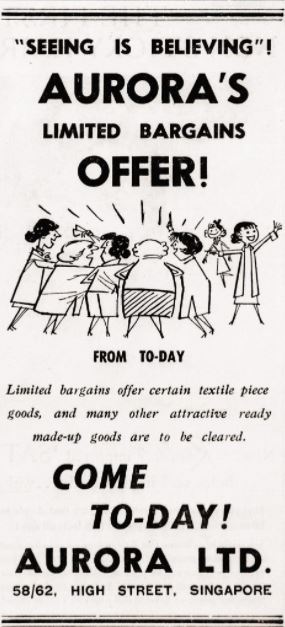 "SEEING IS BELIEVING"!
AURORA'S
LIMITED BARGAINS
OFFER!
FROM TO-DAY
Limited bargains offer certain textile piece
goods, and many other attractive ready
made-up goods are to be cleared.
COME
TO-DAY!
AURORA LTD.
58/62, HIGH STREET, SINGAPORE